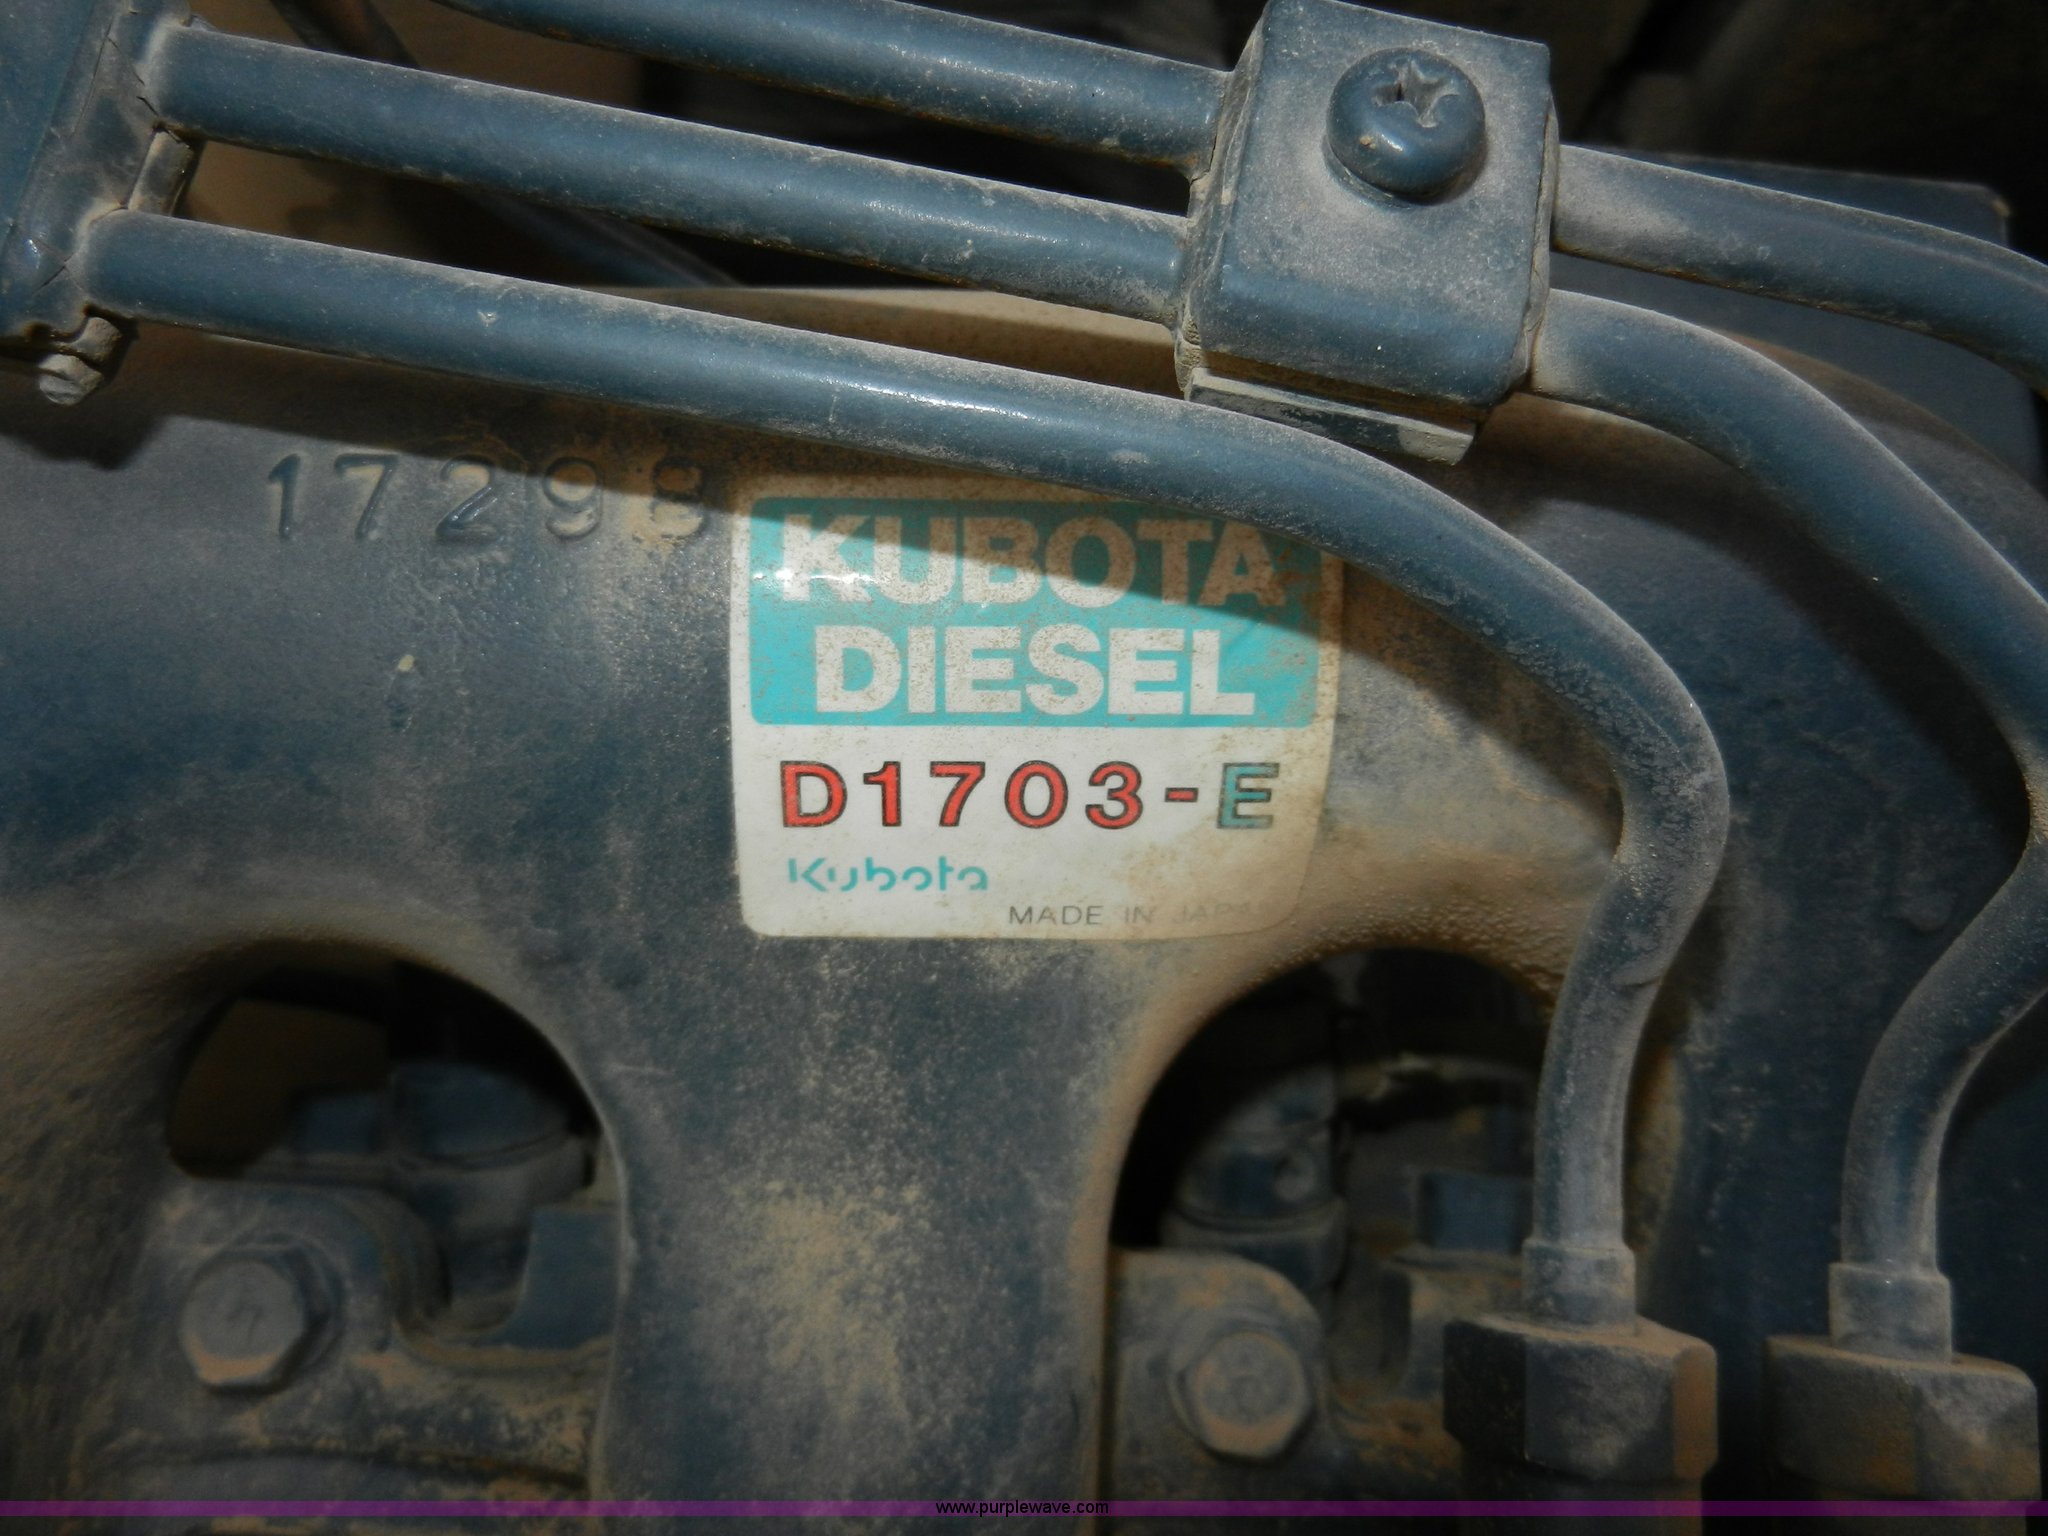 17298
KUBOTA
DIESEL
D1703-E
Kubota
MADE IN JAPAN
www.purplewave.com